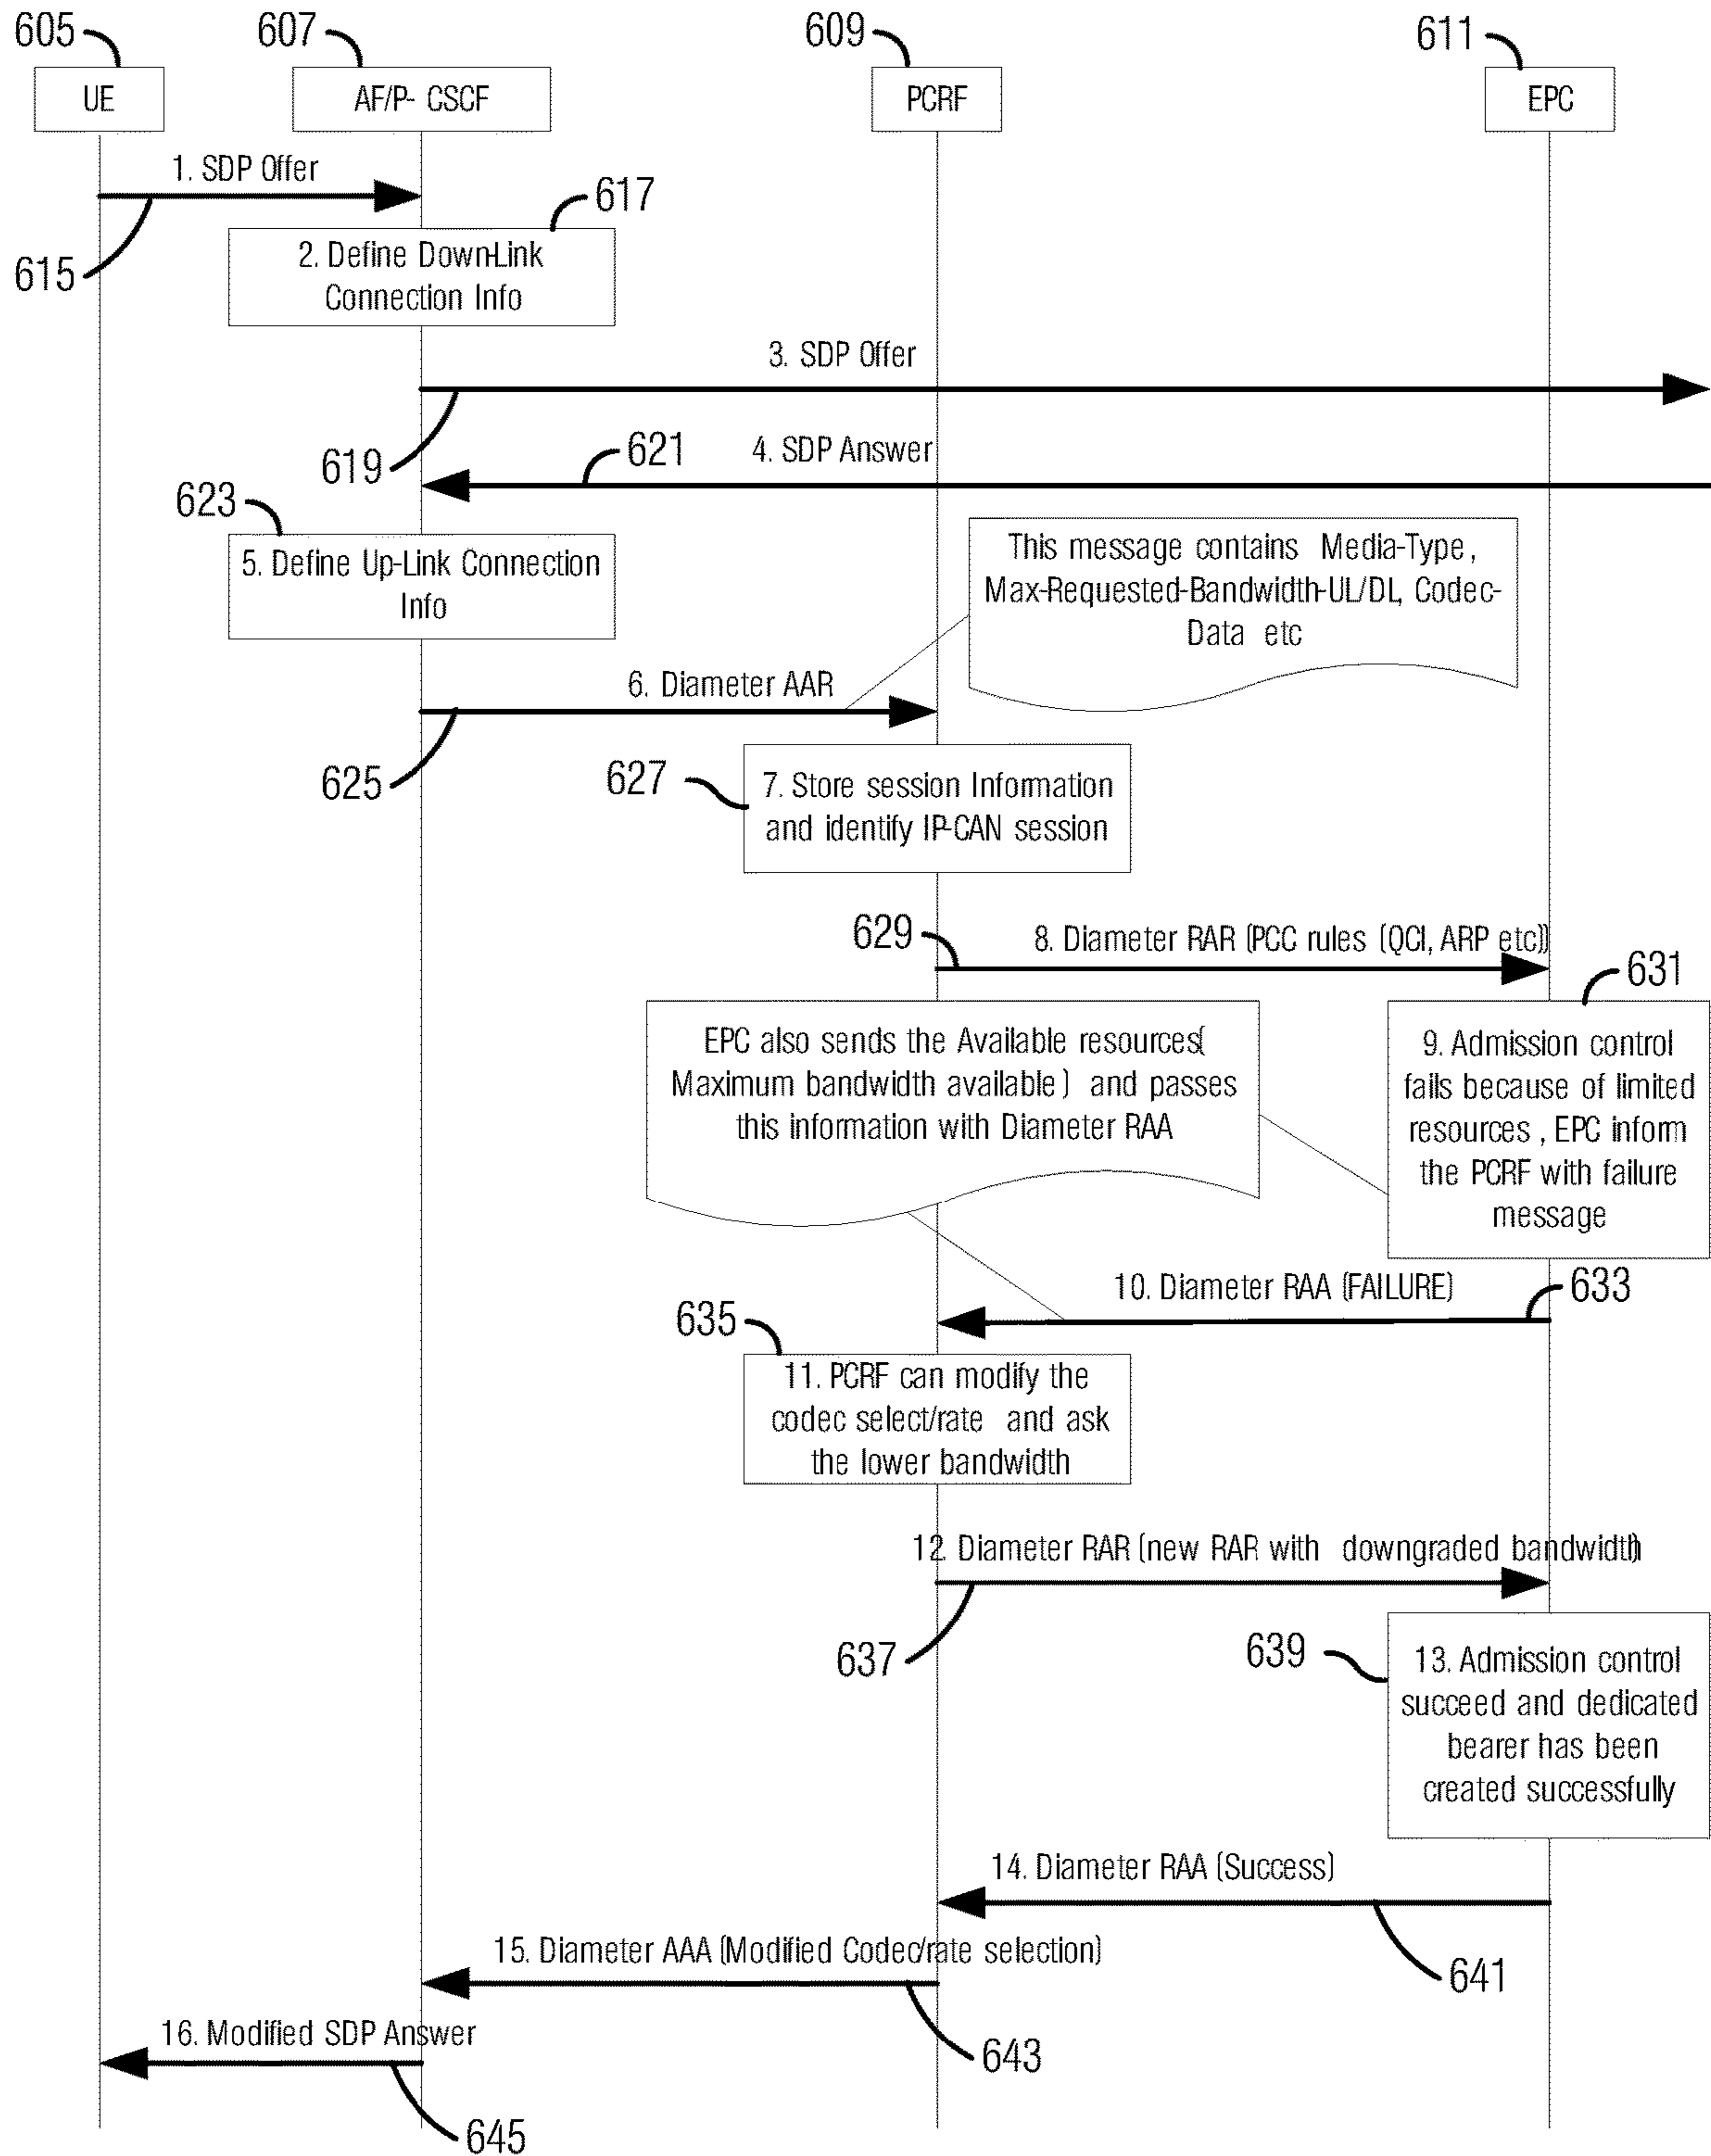 605
607
609
611
UE
AF/P- CSCF
PCRF
EPC
1. SDP Offer
615
617
2. Define Down-Link
Connection Info
3. SDP Offer
619
621
4. SDP Answer
623
5. Define Up-Link Connection
Info
This message contains Media-Type,
Max-Requested-Bandwidth-UL/DL, Codec-
Data etc
6. Diameter AAR
625
627
7. Store session Information
and identify IP-CAN session
629
8. Diameter RAR (PCC rules (QCI, ARP etc))
631
EPC also sends the Available resources(
Maximum bandwidth available) and passes
this information with Diameter RAA
9. Admission control
fails because of limited
resources , EPC inform
the PCRF with failure
message
10. Diameter RAA (FAILURE)
633
635
11. PCRF can modify the
codec select/rate and ask
the lower bandwidth
12. Diameter RAR (new RAR with downgraded bandwidth)
637
639
13. Admission control
succeed and dedicated
bearer has been
created successfully
14. Diameter RAA (Success)
641
15. Diameter AAA (Modified Codec/rate selection)
643
16. Modified SDP Answer
645